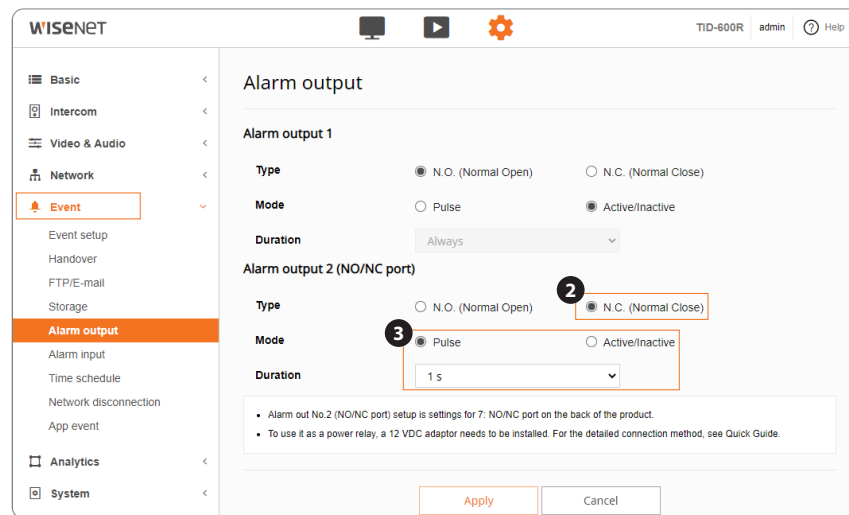 WISENET
TID-600R admin ? Help
Basic
Intercom
Video & Audio
Network
Event
Event setup
Handover
FTP/E-mail
Storage
Alarm output
Alarm input
Time schedule
Network disconnection
App event
Analytics
System
Alarm output
Alarm output 1
Type N.O. (Normal Open) N.C. (Normal Close)
Mode Pulse Active/Inactive
Duration Always
Alarm output 2 (NO/NC port)
2
Type N.O. (Normal Open) N.C. (Normal Close)
3
Mode Pulse Active/Inactive
Duration 1 s
• Alarm out No.2 (NO/NC port) setup is settings for 7: NO/NC port on the back of the product.
• To use it as a power relay, a 12 VDC adaptor needs to be installed. For the detailed connection method, see Quick Guide.
Apply Cancel